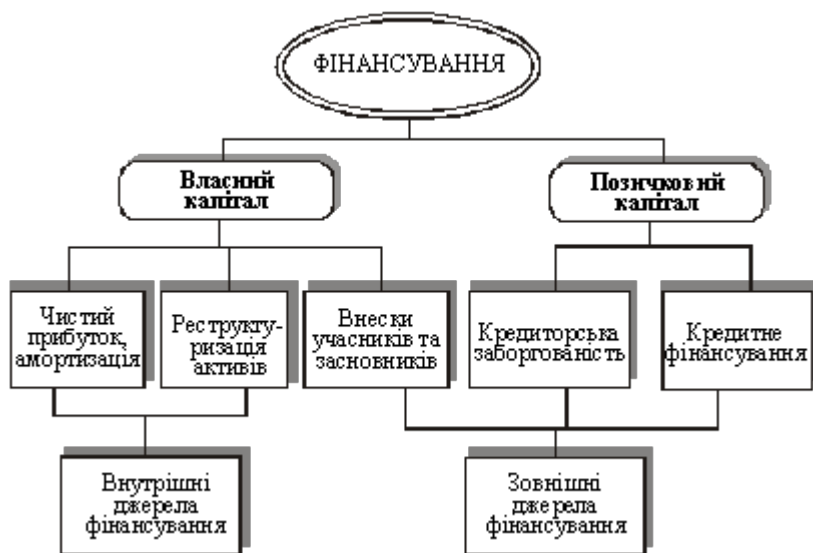 ФІНАНСУВАННЯ
Власний
капітал
Позичковий
капітал
Чистий
прибуток,
амортизація
Реструкту-
ризація
активів
Внески
учасників та
засновників
Кредиторська
заборгованість
Кредитне
фінансування
Внутрішні
джерела
фінансування
Зовнішні
джерела
фінансування